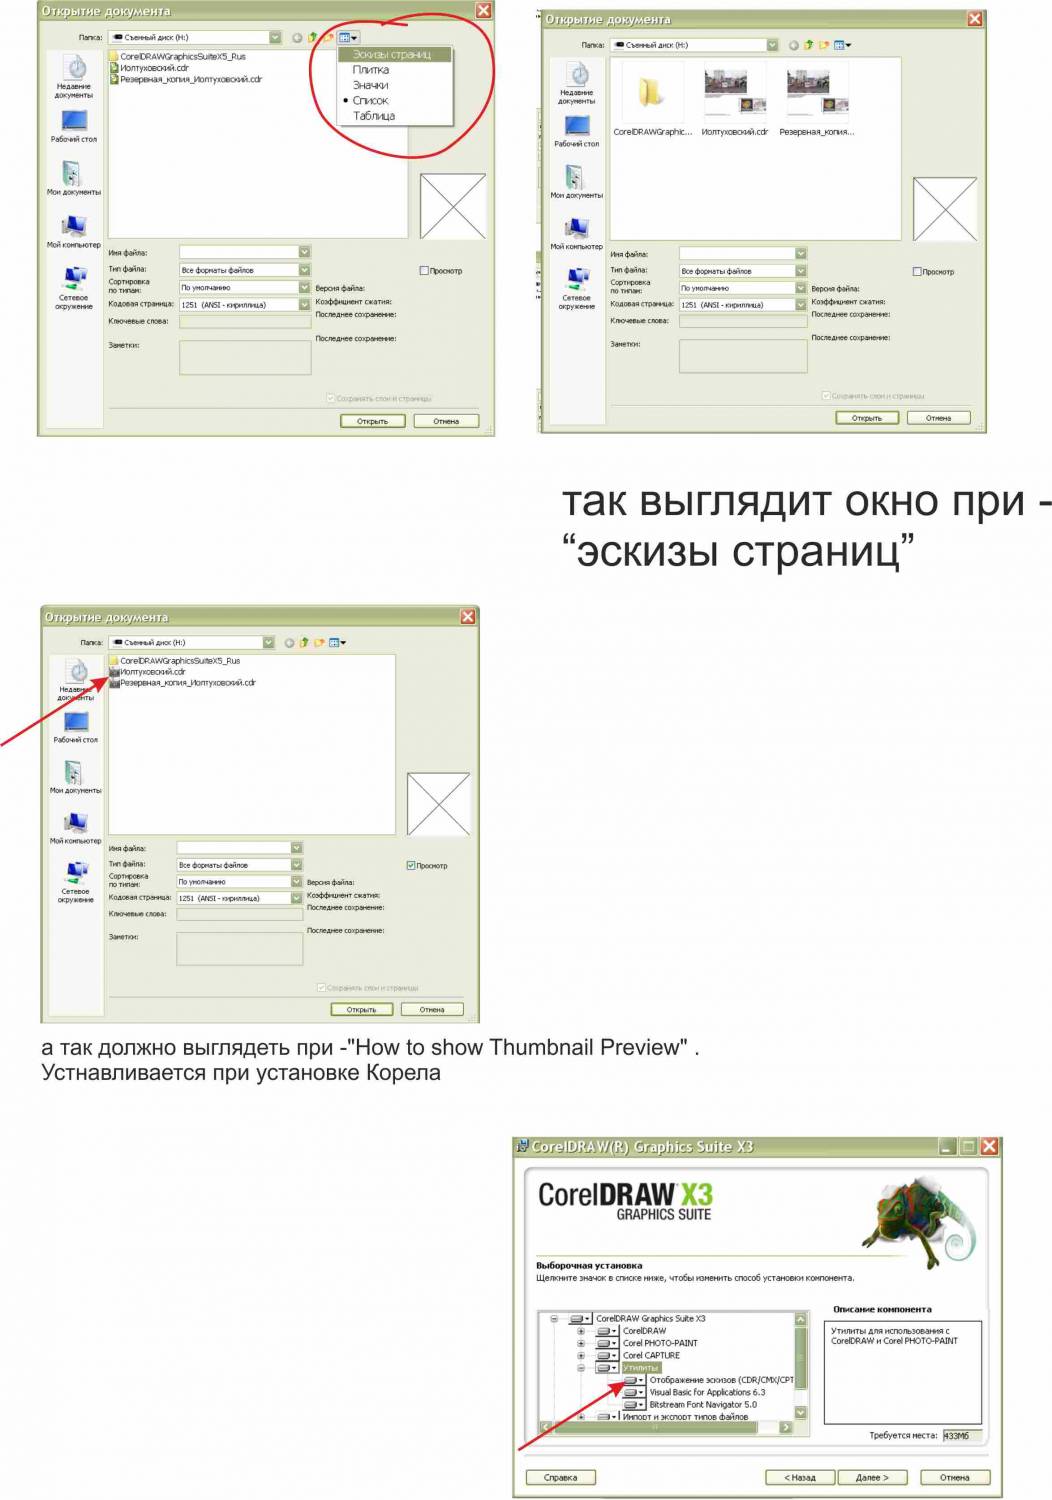 Открытие документа
Папка: Съемный диск (H:)
CorelDRAWGraphicsSuiteX5_Rus
Иолтуховский.cdr
Резервная_копия_Иолтуховский.cdr
Эскизы страниц
Плитка
Значки
Список
Таблица
Недавние
документы
Рабочий стол
Мои документы
Мой компьютер
Сетевое
окружение
Имя файла:
Тип файла: Все форматы файлов
Сортировка
по типам: По умолчанию
Кодовая страница: 1251 (ANSI - кириллица)
Ключевые слова:
Заметки:
Просмотр
Версия файла:
Коэффициент сжатия:
Последнее сохранение:
Последнее сохранение:
Сохранять слои и страницы
Открыть Отмена
Открытие документа
Папка: Съемный диск (H:)
CorelDRAWGraphic... Иолтуховский.cdr Резервная_копия...
Недавние
документы
Рабочий стол
Мои документы
Мой компьютер
Сетевое
окружение
Имя файла:
Тип файла: Все форматы файлов
Сортировка
по типам: По умолчанию
Кодовая страница: 1251 (ANSI - кириллица)
Ключевые слова:
Заметки:
Просмотр
Версия файла:
Коэффициент сжатия:
Последнее сохранение:
Последнее сохранение:
Сохранять слои и страницы
Открыть Отмена
так выглядит окно при -
“эскизы страниц”
Открытие документа
Папка: Съемный диск (H:)
CorelDRAWGraphicsSuiteX5_Rus
Иолтуховский.cdr
Резервная_копия_Иолтуховский.cdr
Недавние
документы
Рабочий стол
Мои документы
Мой компьютер
Сетевое
окружение
Имя файла:
Тип файла: Все форматы файлов
Сортировка
по типам: По умолчанию
Кодовая страница: 1251 (ANSI - кириллица)
Ключевые слова:
Заметки:
Просмотр
Версия файла:
Коэффициент сжатия:
Последнее сохранение:
Последнее сохранение:
Сохранять слои и страницы
Открыть Отмена
а так должно выглядеть при -"How to show Thumbnail Preview" .
Устнавливается при установке Корела
CorelDRAW(R) Graphics Suite X3
CorelDRAW X3
GRAPHICS SUITE
Выборочная установка
Щелкните значок в списке ниже, чтобы изменить способ установки компонента.
CorelDRAW Graphics Suite X3
CorelDRAW
Corel PHOTO-PAINT
Corel CAPTURE
Утилиты
Отображение эскизов (CDR/CMX/CPT
Visual Basic for Applications 6.3
Bitstream Font Navigator 5.0
Импорт и экспорт типов файлов
Описание компонента
Утилиты для использования с
CorelDRAW и Corel PHOTO-PAINT
Требуется места: 433Мб
Справка < Назад Далее > Отмена